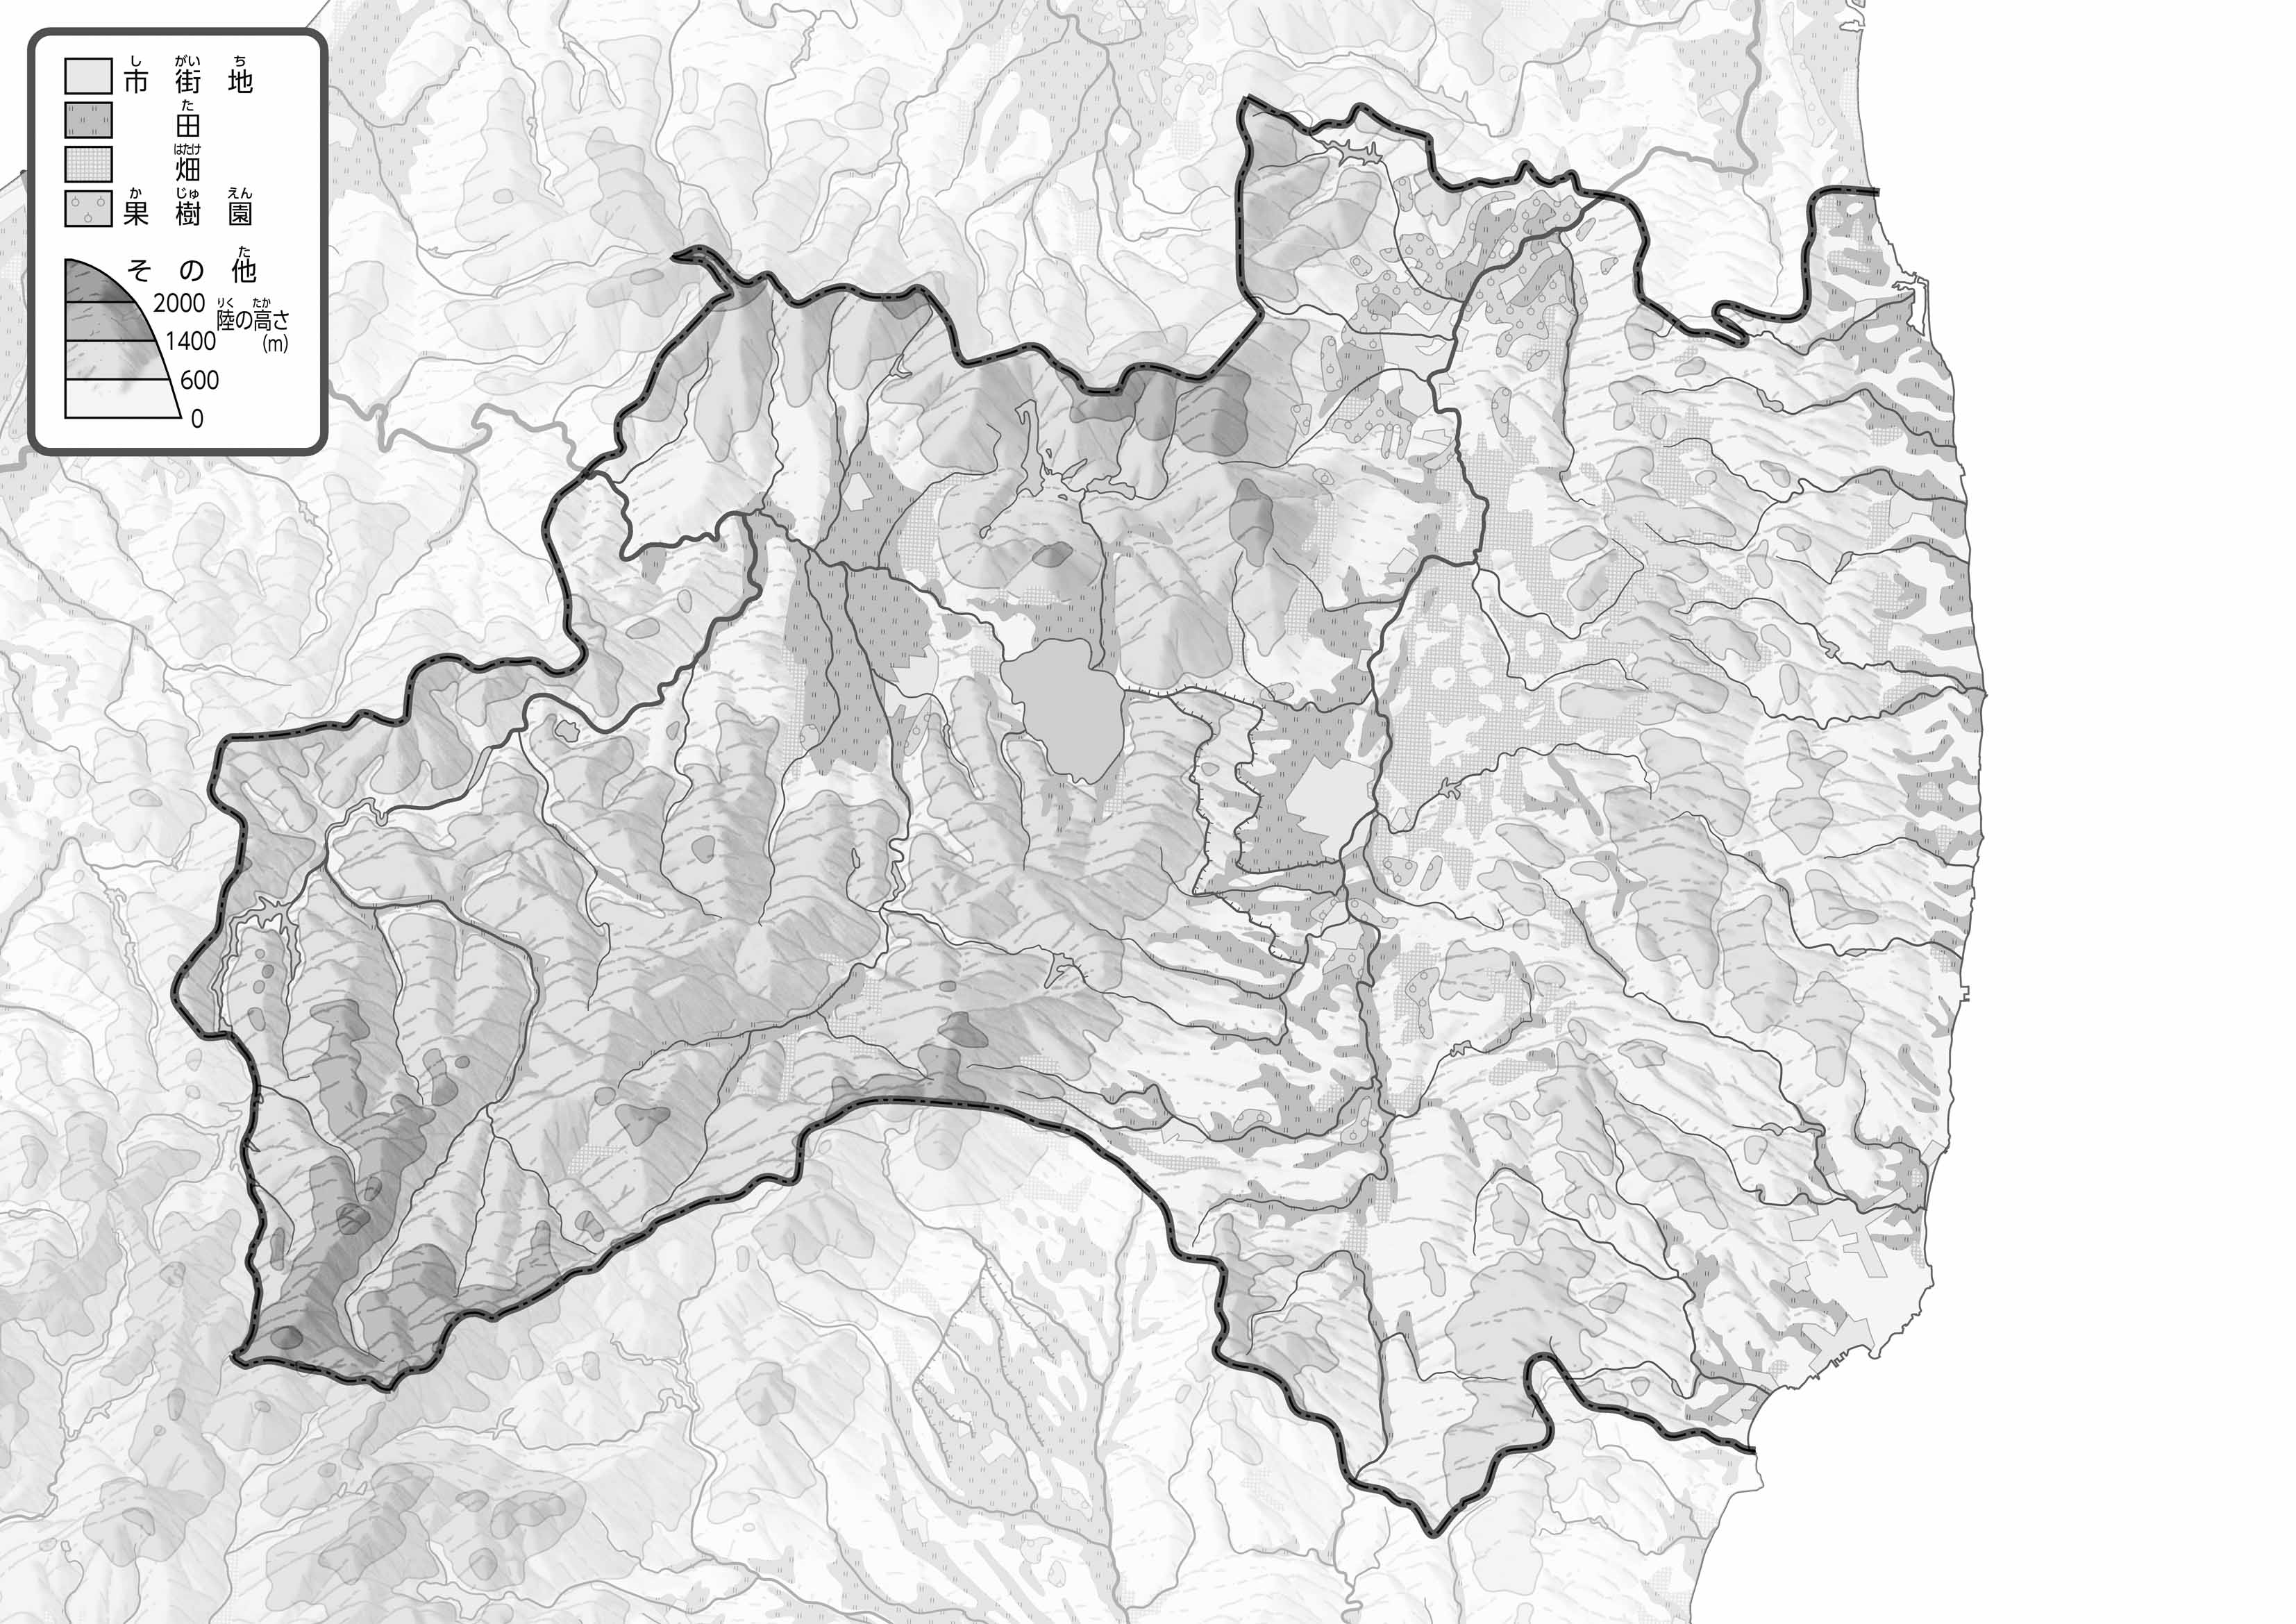 し がい ち
市 街 地
た
田
はたけ
畑
か じゅ えん
果 樹 園
た
そ の 他
2000
りく たか
陸の高さ
1400
(m)
600
0